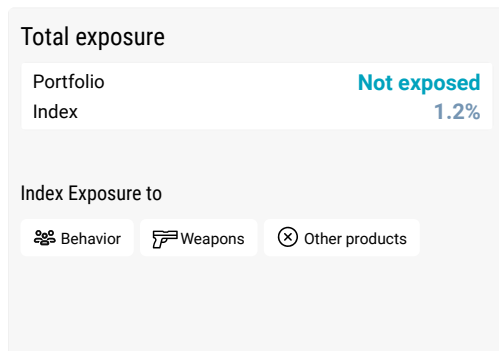 Total exposure
Portfolio Not exposed
Index 1.2%
Index Exposure to
Behavior Weapons Other products